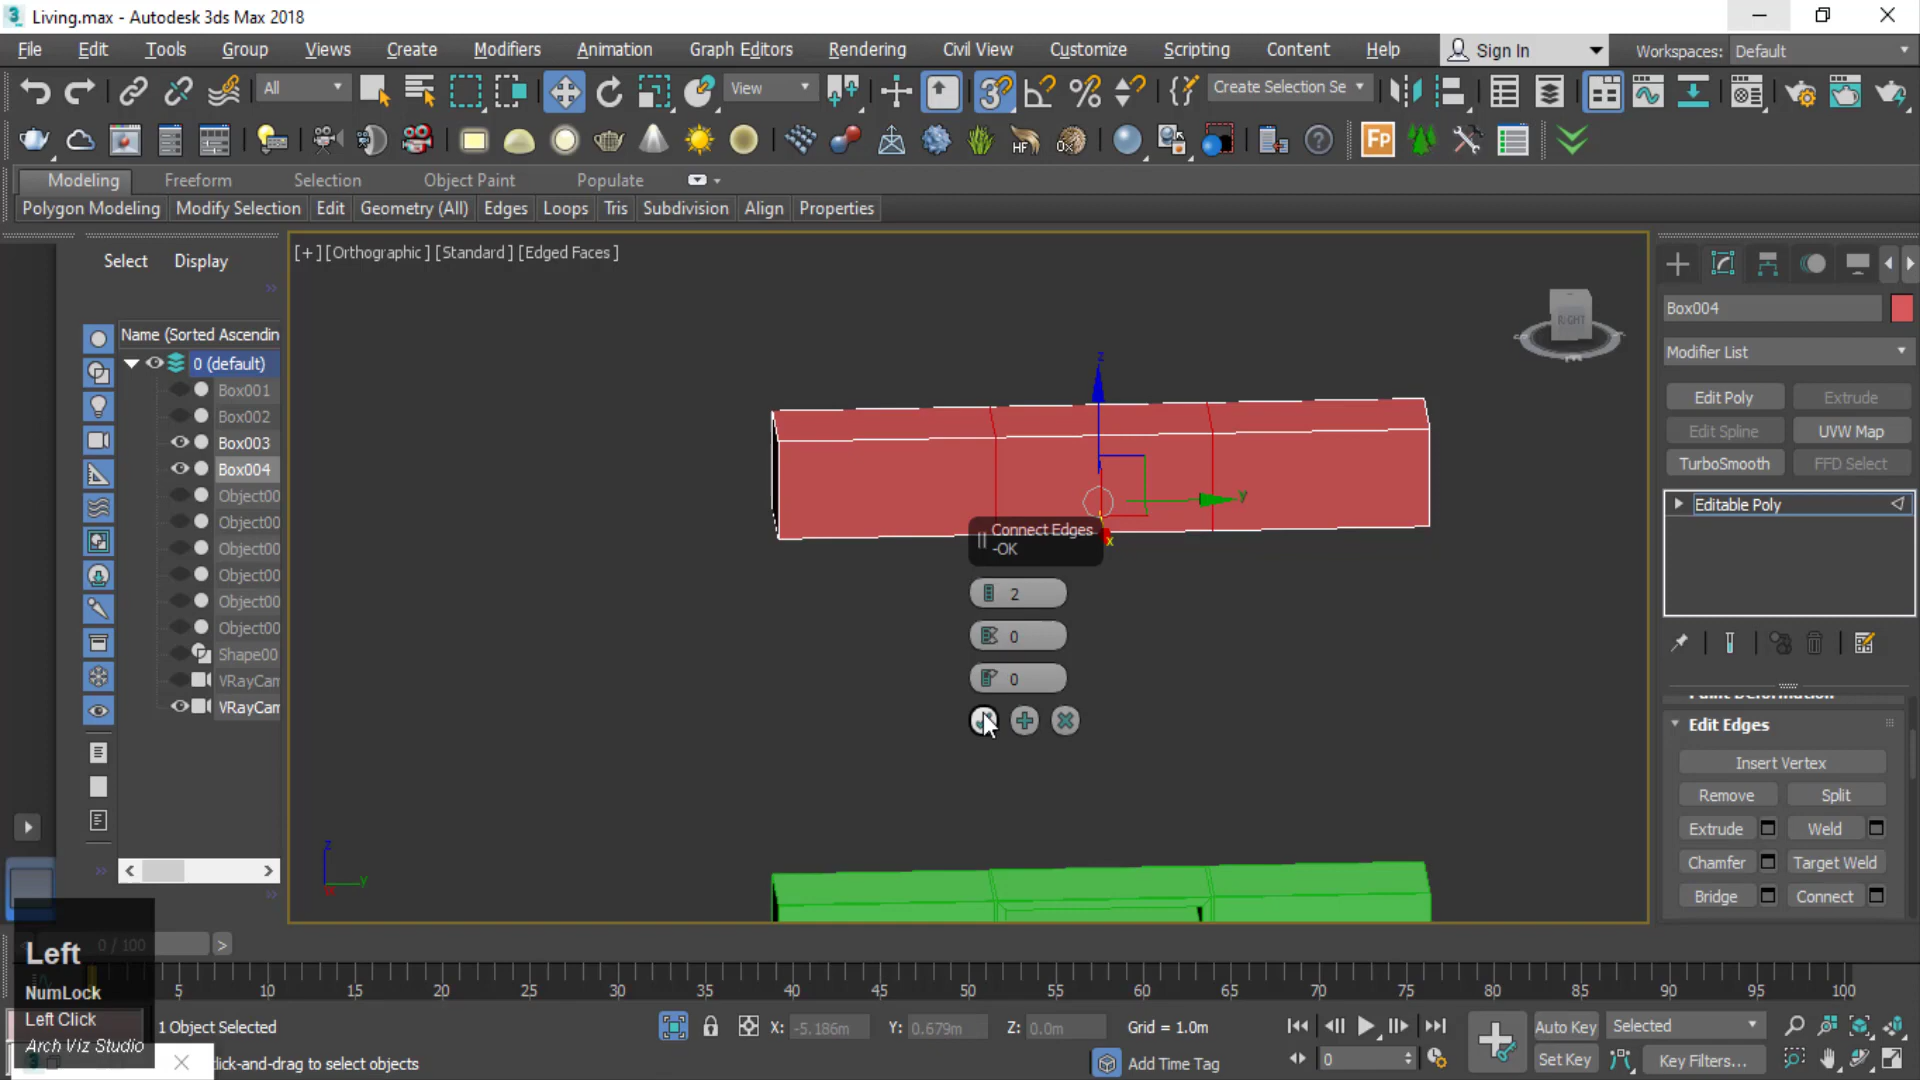 Living.max - Autodesk 3ds Max 2018
File Edit Tools Group Views Create Modifiers Animation Graph Editors Rendering Civil View Customize Scripting Content Help Sign In Workspaces: Default
All View Create Selection Se
Fp
Modeling Freeform Selection Object Paint Populate
Polygon Modeling Modify Selection Edit Geometry (All) Edges Loops Tris Subdivision Align Properties
Select Display
[+] [Orthographic ] [Standard ] [Edged Faces ]
RIGHT
Name (Sorted Ascendin
0 (default)
Box001
Box002
Box003
Box004
Object00
Object00
Object00
Object00
Object00
Object00
Shape00
VRayCam
VRayCam
z
y
x
Connect Edges
-OK
2
0
0
z
y
Box004
Modifier List
Edit Poly Extrude
Edit Spline UVW Map
TurboSmooth FFD Select
Editable Poly
Paint Deformation
Edit Edges
Insert Vertex
Remove Split
Extrude Weld
Chamfer Target Weld
Bridge Connect
0 / 100
5 10 15 20 25 30 35 40 45 50 55 60 65 70 75 80 85 90 95 100
Left
NumLock
Left Click
Arch Viz Studio
1 Object Selected
X: -5.186m Y: 0.679m Z: 0.0m Grid = 1.0m
Auto Key Selected
click-and-drag to select objects
Add Time Tag
0
Set Key Key Filters...